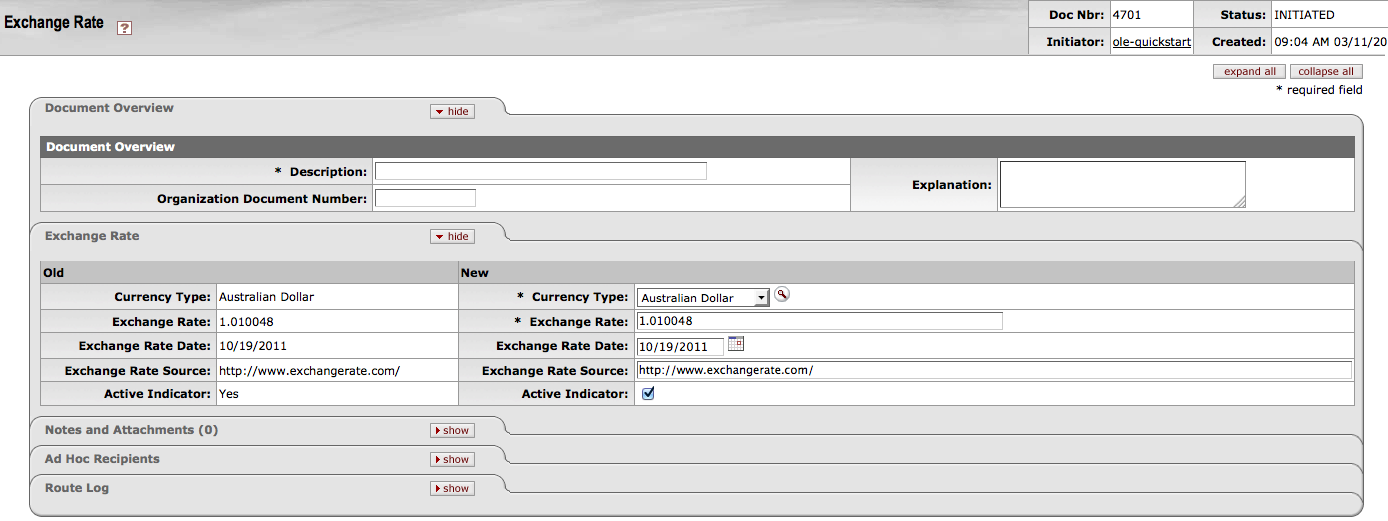 Exchange Rate ?
Doc Nbr: 4701 Status: INITIATED
Initiator: ole-quickstart Created: 09:04 AM 03/11/20
expand all collapse all
* required field
Document Overview hide
Document Overview
* Description: Explanation:
Organization Document Number:
Exchange Rate hide
Old New
Currency Type: Australian Dollar * Currency Type: Australian Dollar
Exchange Rate: 1.010048 * Exchange Rate: 1.010048
Exchange Rate Date: 10/19/2011 Exchange Rate Date: 10/19/2011
Exchange Rate Source: http://www.exchangerate.com/ Exchange Rate Source: http://www.exchangerate.com/
Active Indicator: Yes Active Indicator:
Notes and Attachments (0) show
Ad Hoc Recipients show
Route Log show